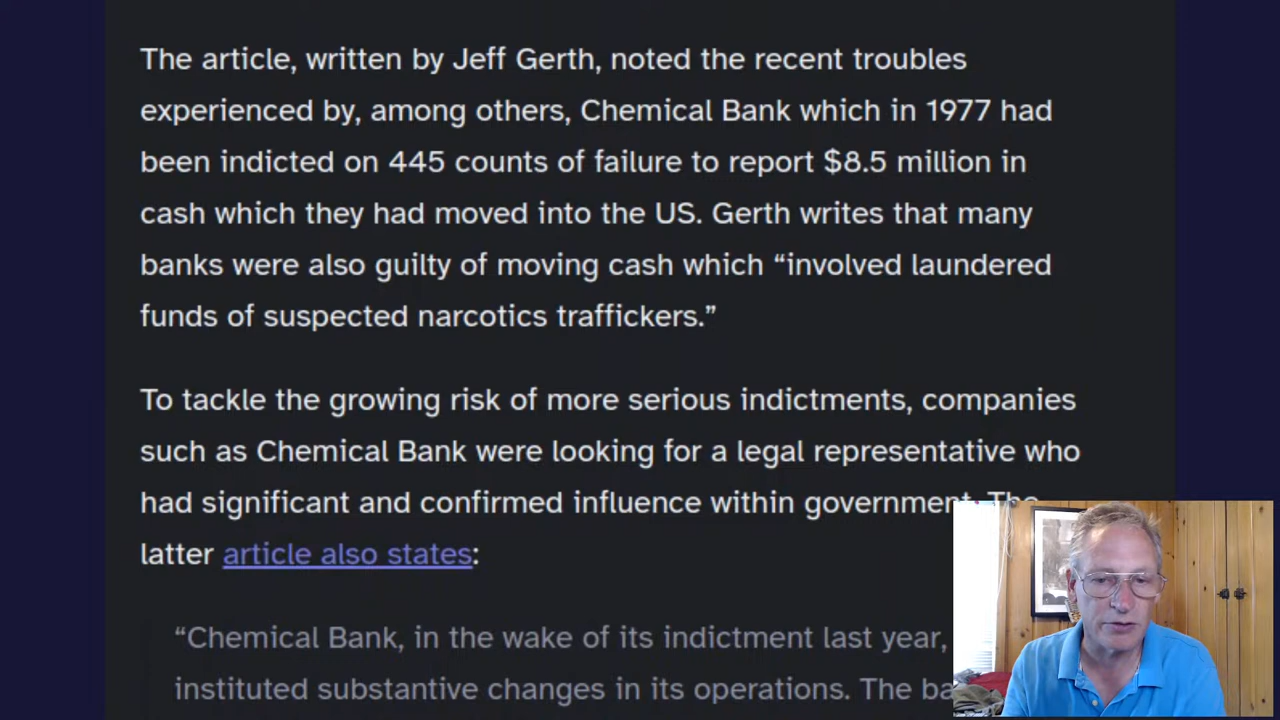 The article, written by Jeff Gerth, noted the recent troubles
experienced by, among others, Chemical Bank which in 1977 had
been indicted on 445 counts of failure to report $8.5 million in
cash which they had moved into the US. Gerth writes that many
banks were also guilty of moving cash which “involved laundered
funds of suspected narcotics traffickers.”
To tackle the growing risk of more serious indictments, companies
such as Chemical Bank were looking for a legal representative who
had significant and confirmed influence within government. The
latter article also states:
“Chemical Bank, in the wake of its indictment last year,
instituted substantive changes in its operations. The